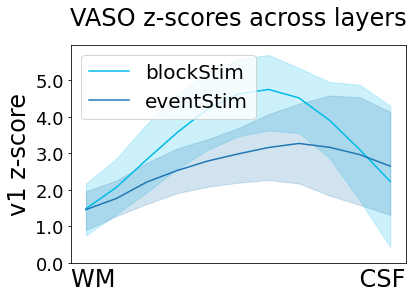 VASO z-scores across layers
blockStim
eventStim
v1 z-score
5.0
4.0
3.0
2.0
1.0
0.0
WM CSF